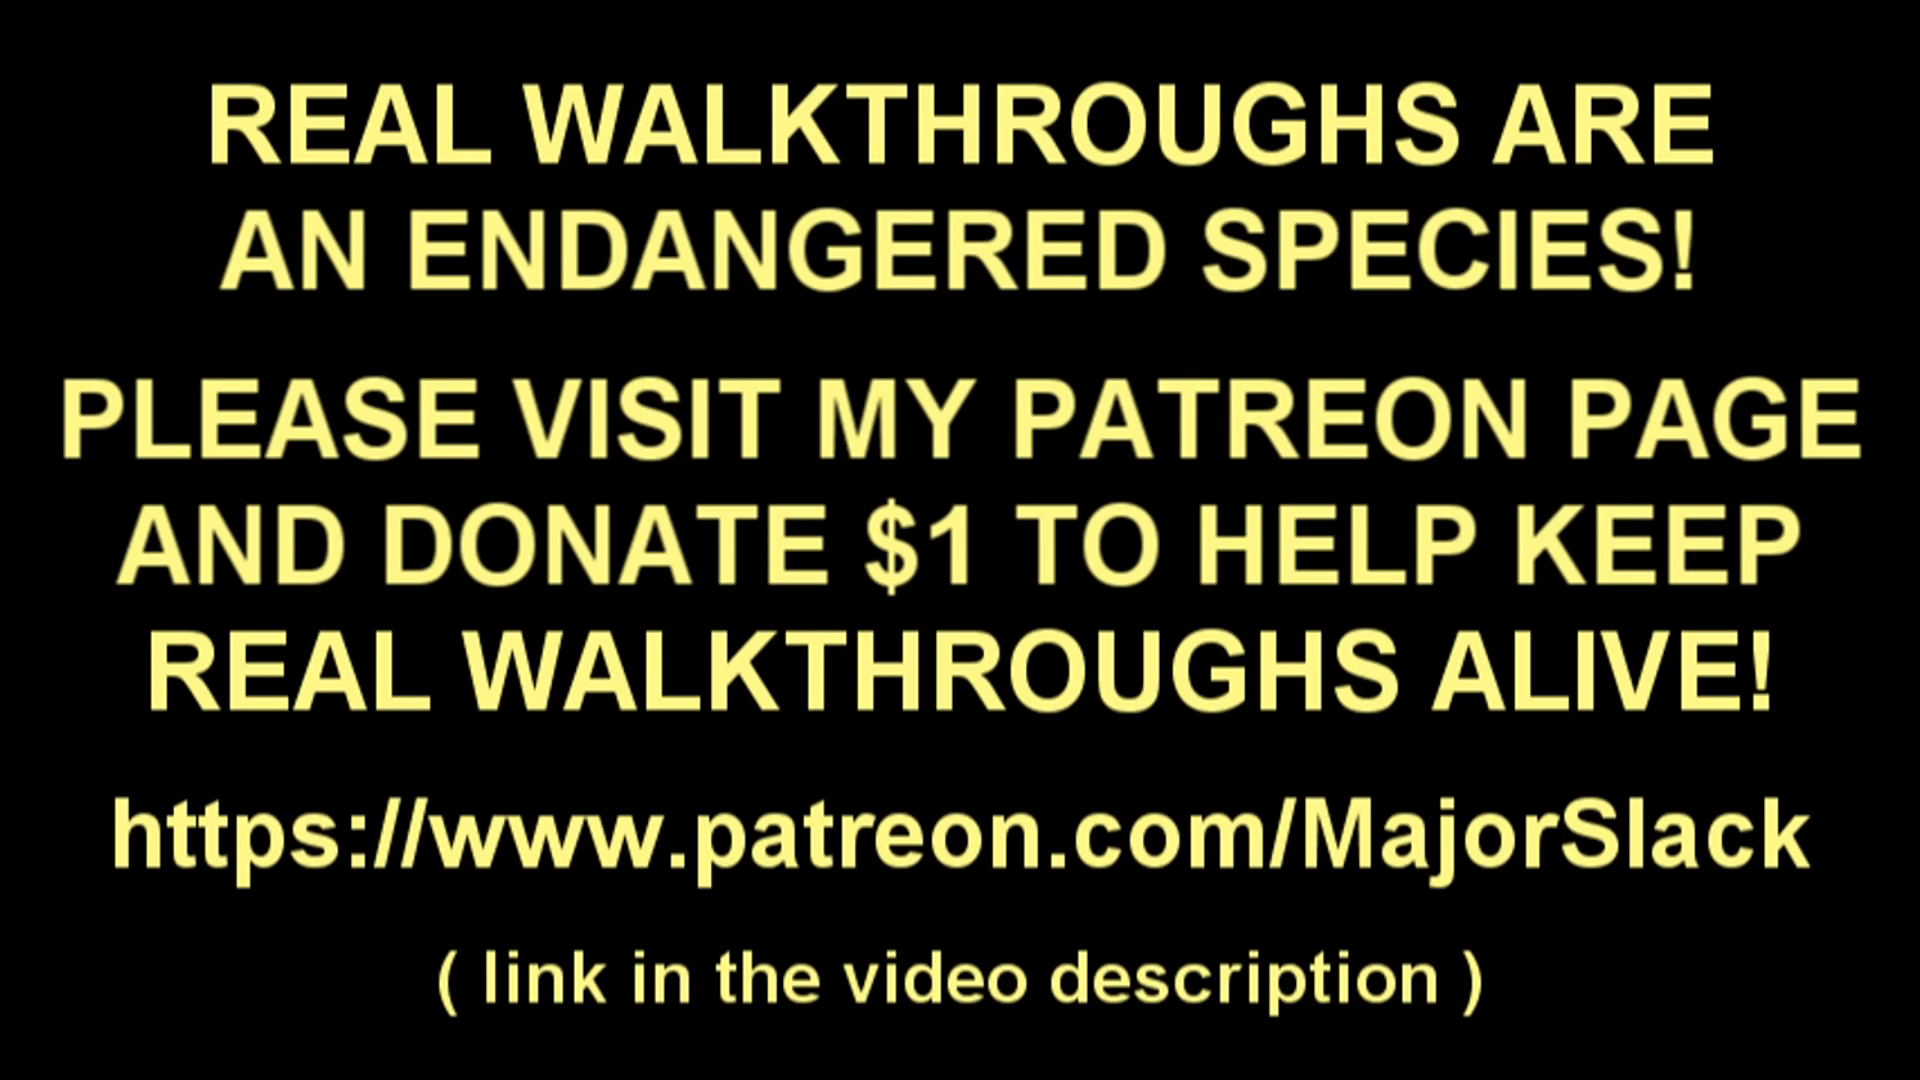 REAL WALKTHROUGHS ARE
AN ENDANGERED SPECIES!
PLEASE VISIT MY PATREON PAGE
AND DONATE $1 TO HELP KEEP
REAL WALKTHROUGHS ALIVE!
https://www.patreon.com/MajorSlack
( link in the video description )